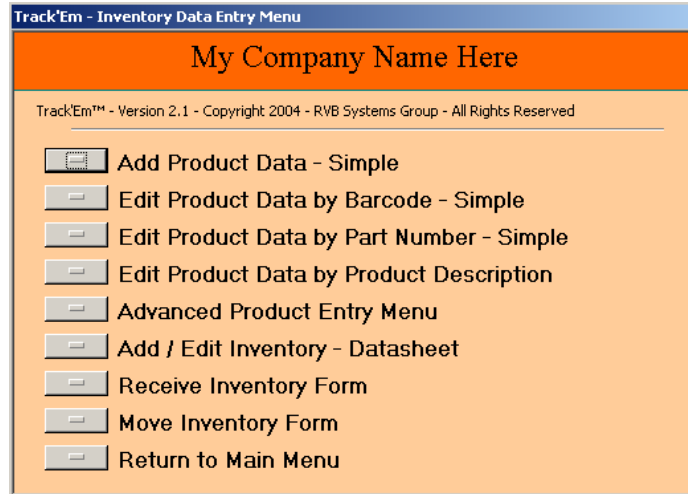 Track'Em - Inventory Data Entry Menu
My Company Name Here
Track'Em™ - Version 2.1 - Copyright 2004 - RVB Systems Group - All Rights Reserved
Add Product Data - Simple
Edit Product Data by Barcode - Simple
Edit Product Data by Part Number - Simple
Edit Product Data by Product Description
Advanced Product Entry Menu
Add / Edit Inventory - Datasheet
Receive Inventory Form
Move Inventory Form
Return to Main Menu